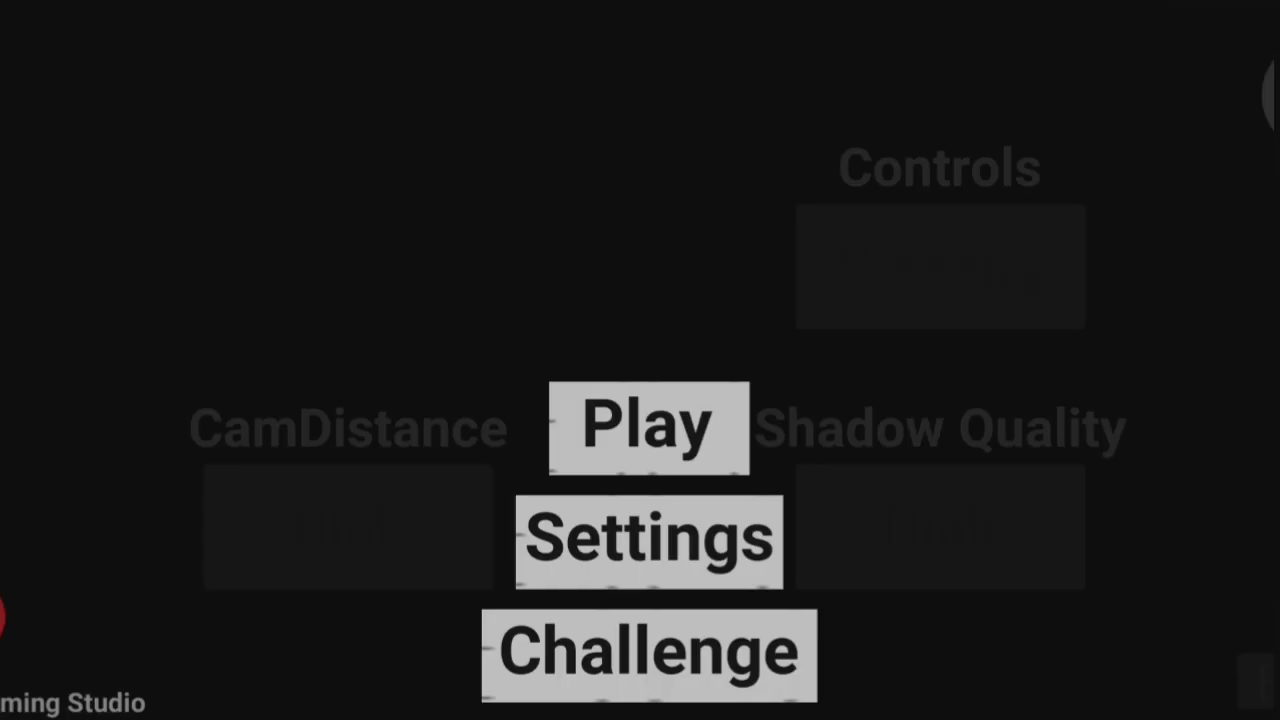 Controls
CamDistance
Play
Shadow Quality
Settings
Challenge
ming Studio